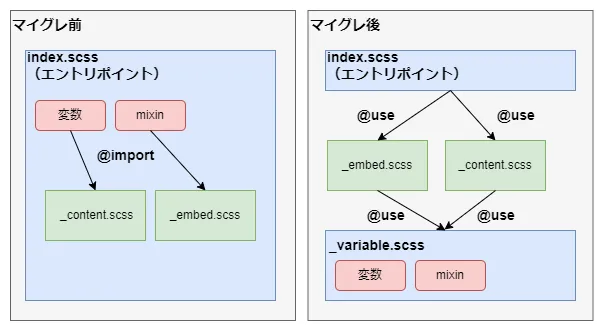 マイグレ前
index.scss
（エントリポイント）
変数
mixin
@import
_content.scss
_embed.scss
マイグレ後
index.scss
（エントリポイント）
@use
@use
_embed.scss
_content.scss
@use
@use
_variable.scss
変数
mixin